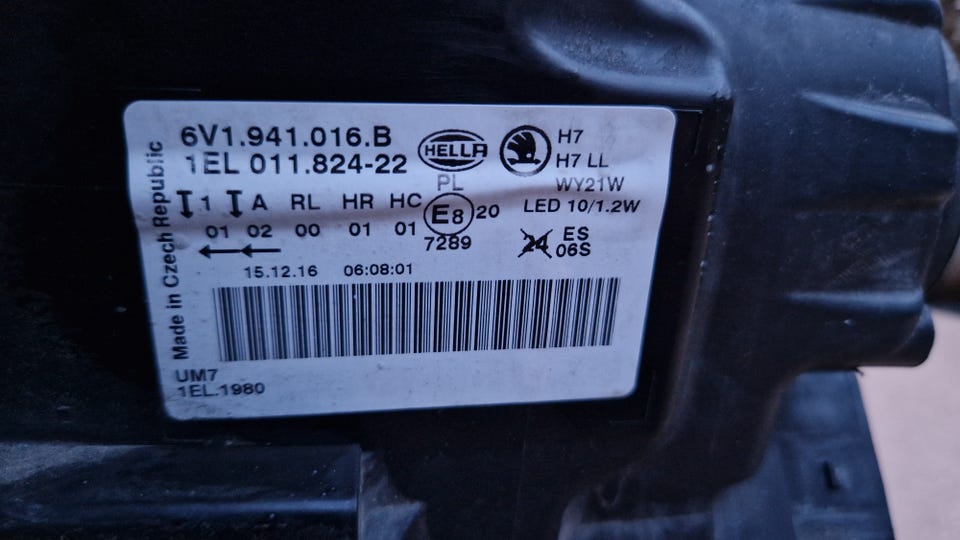 6V1.941.016.B
1EL 011.824-22
HELLA
PL
H7
H7 LL
WY21W
LED 10/1.2W
1 A RL HR HC
01 02 00 01 01
E8 20
7289
24 ES
06S
15.12.16 06:08:01
Made in Czech Republic
UM7
1EL.1980